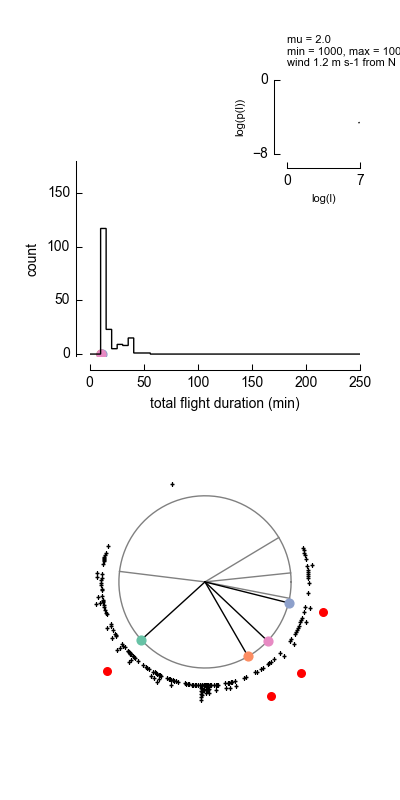 mu = 2.0
min = 1000, max = 100
wind 1.2 m s-1 from N
0
log(p(l))
−8
0 7
log(l)
150
100
count
50
0
0 50 100 150 200 250
total flight duration (min)